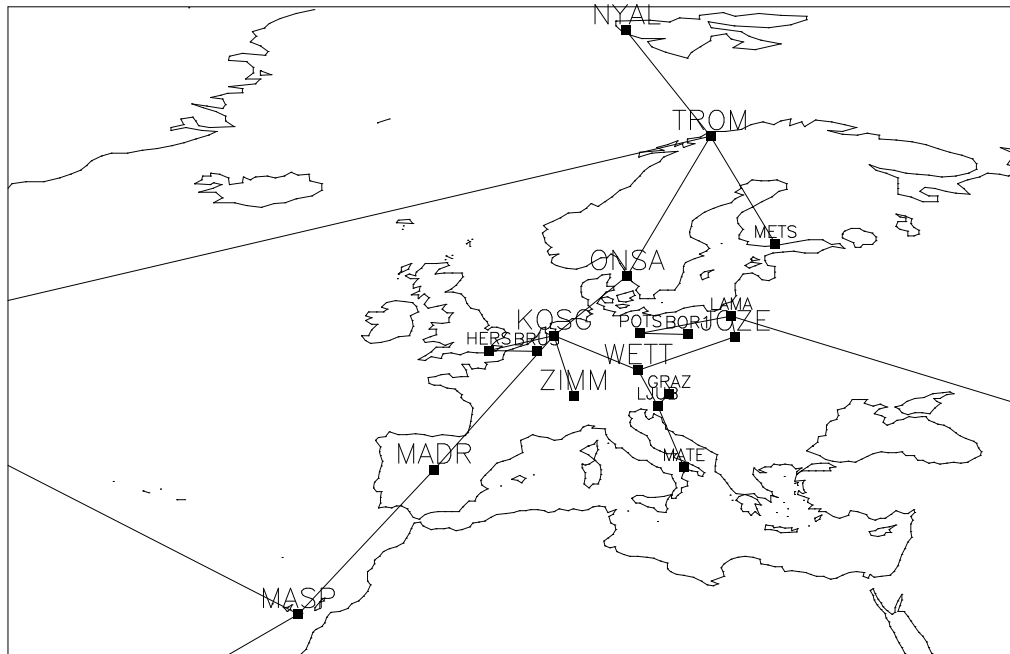 NYAL
TROM
METS
ONSA
LAMA
KOSG
POTS
BOR1
JOZE
HERS
BRUS
WETT
ZIMM
GRAZ
LJUB
MADR
MATE
MASP